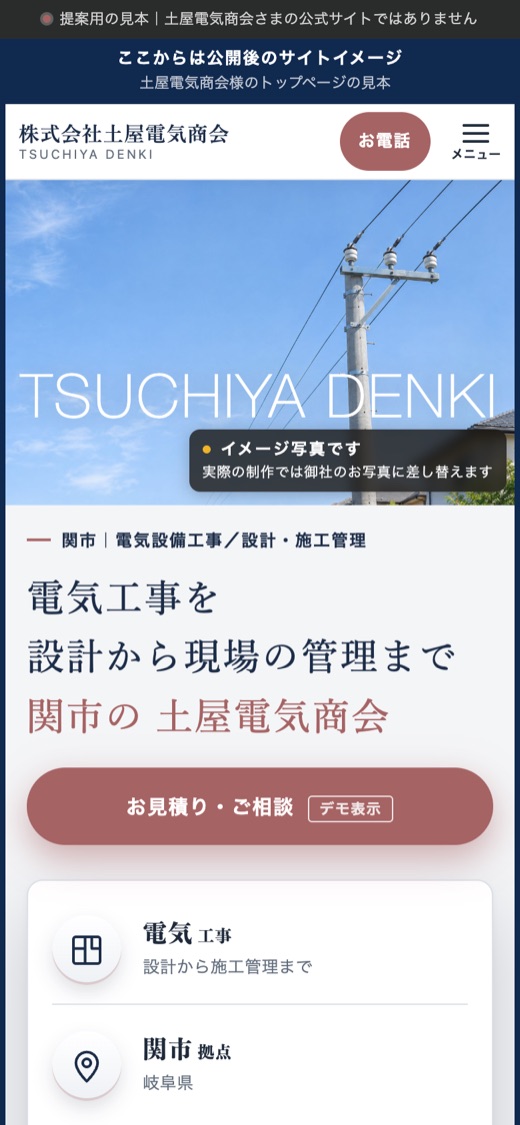 提案用の見本｜土屋電気商会さまの公式サイトではありません
ここからは公開後のサイトイメージ
土屋電気商会様のトップページの見本
株式会社土屋電気商会
TSUCHIYA DENKI
お電話
メニュー
TSUCHIYA DENKI
イメージ写真です
実際の制作では御社のお写真に差し替えます
関市｜電気設備工事／設計・施工管理
電気工事を
設計から現場の管理まで
関市の 土屋電気商会
お見積り・ご相談 デモ表示
電気 工事
設計から施工管理まで
関市 拠点
岐阜県